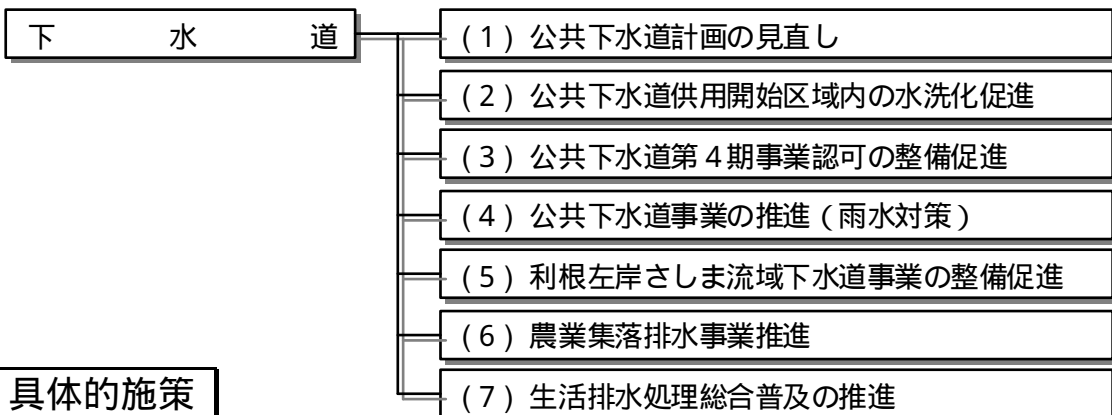 下水道
(1)公共下水道計画の見直し
(2)公共下水道供用開始区域内の水洗化促進
(3)公共下水道第4期事業認可の整備促進
(4)公共下水道事業の推進(雨水対策)
(5)利根左岸さしま流域下水道事業の整備促進
(6)農業集落排水事業推進
(7)生活排水処理総合普及の推進
具体的施策